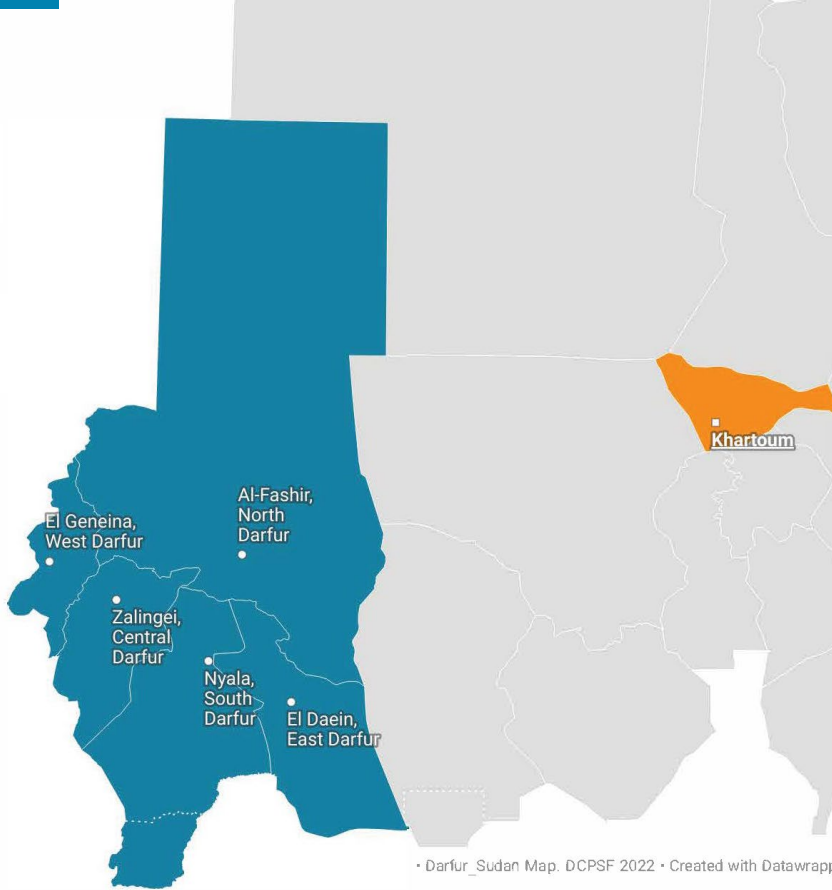 Al-Fashir,
North
Darfur
El Geneina,
West Darfur
Khartoum
Zalingei,
Central
Darfur
Nyala,
South
Darfur
El Daein,
East Darfur
• Darfur_Sudan Map. DCPSF 2022 • Created with Datawrapp